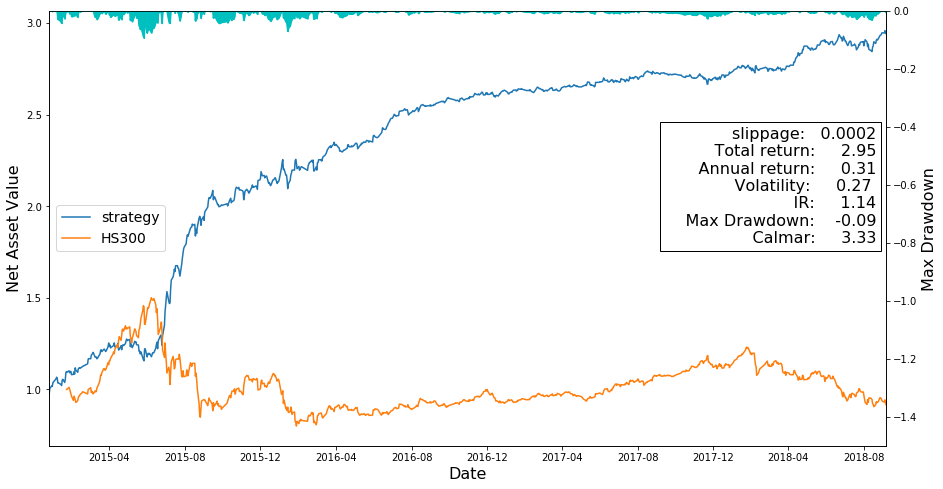 3.0
2.5
2.0
1.5
1.0
Net Asset Value
strategy
HS300
slippage: 0.0002
Total return: 2.95
Annual return: 0.31
Volatility: 0.27
IR: 1.14
Max Drawdown: -0.09
Calmar: 3.33
0.0
−0.2
−0.4
−0.6
−0.8
−1.0
−1.2
−1.4
Max Drawdown
2015-04 2015-08 2015-12 2016-04 2016-08 2016-12 2017-04 2017-08 2017-12 2018-04 2018-08
Date